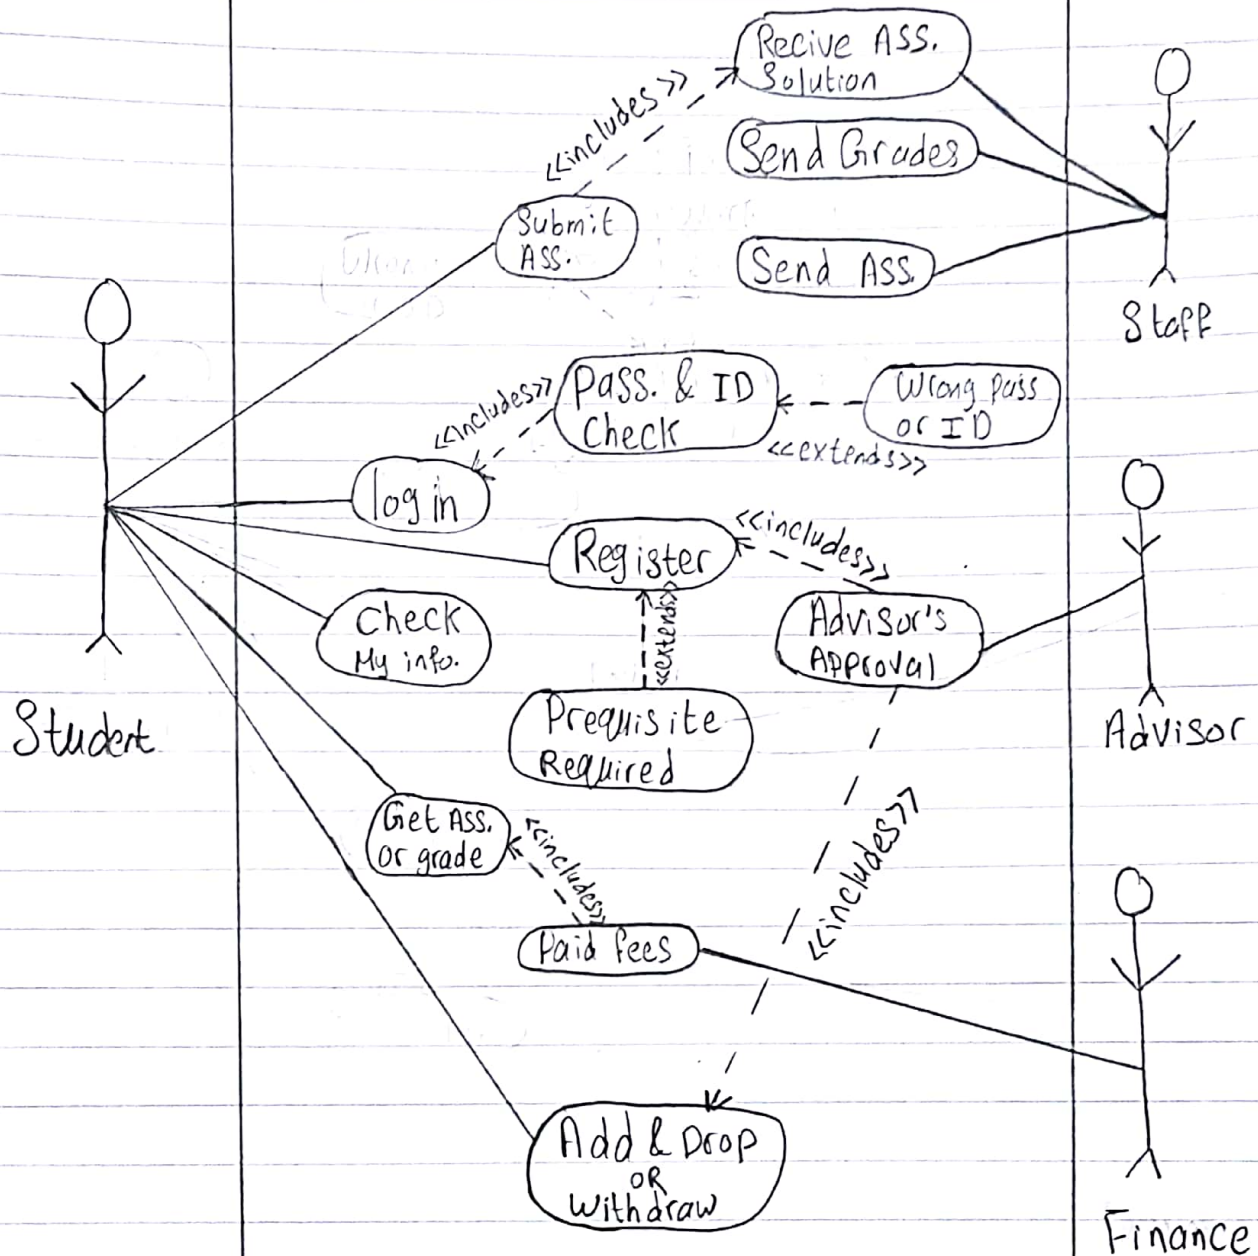 Recive ASS.
Solution
<<includes>>
Send Grades
Submit
ASS.
Send ASS.
Staff
Pass. & ID
Check
<<includes>>
Wrong pass
or ID
<<extends>>
log in
<<includes>>
Register
<<extends>>
Check
My info.
Advisor's
Approval
Student
Prequisite
Required
Advisor
Get ASS.
or grade
<<includes>>
<<includes>>
Paid fees
Add & Drop
OR
Withdraw
Finance